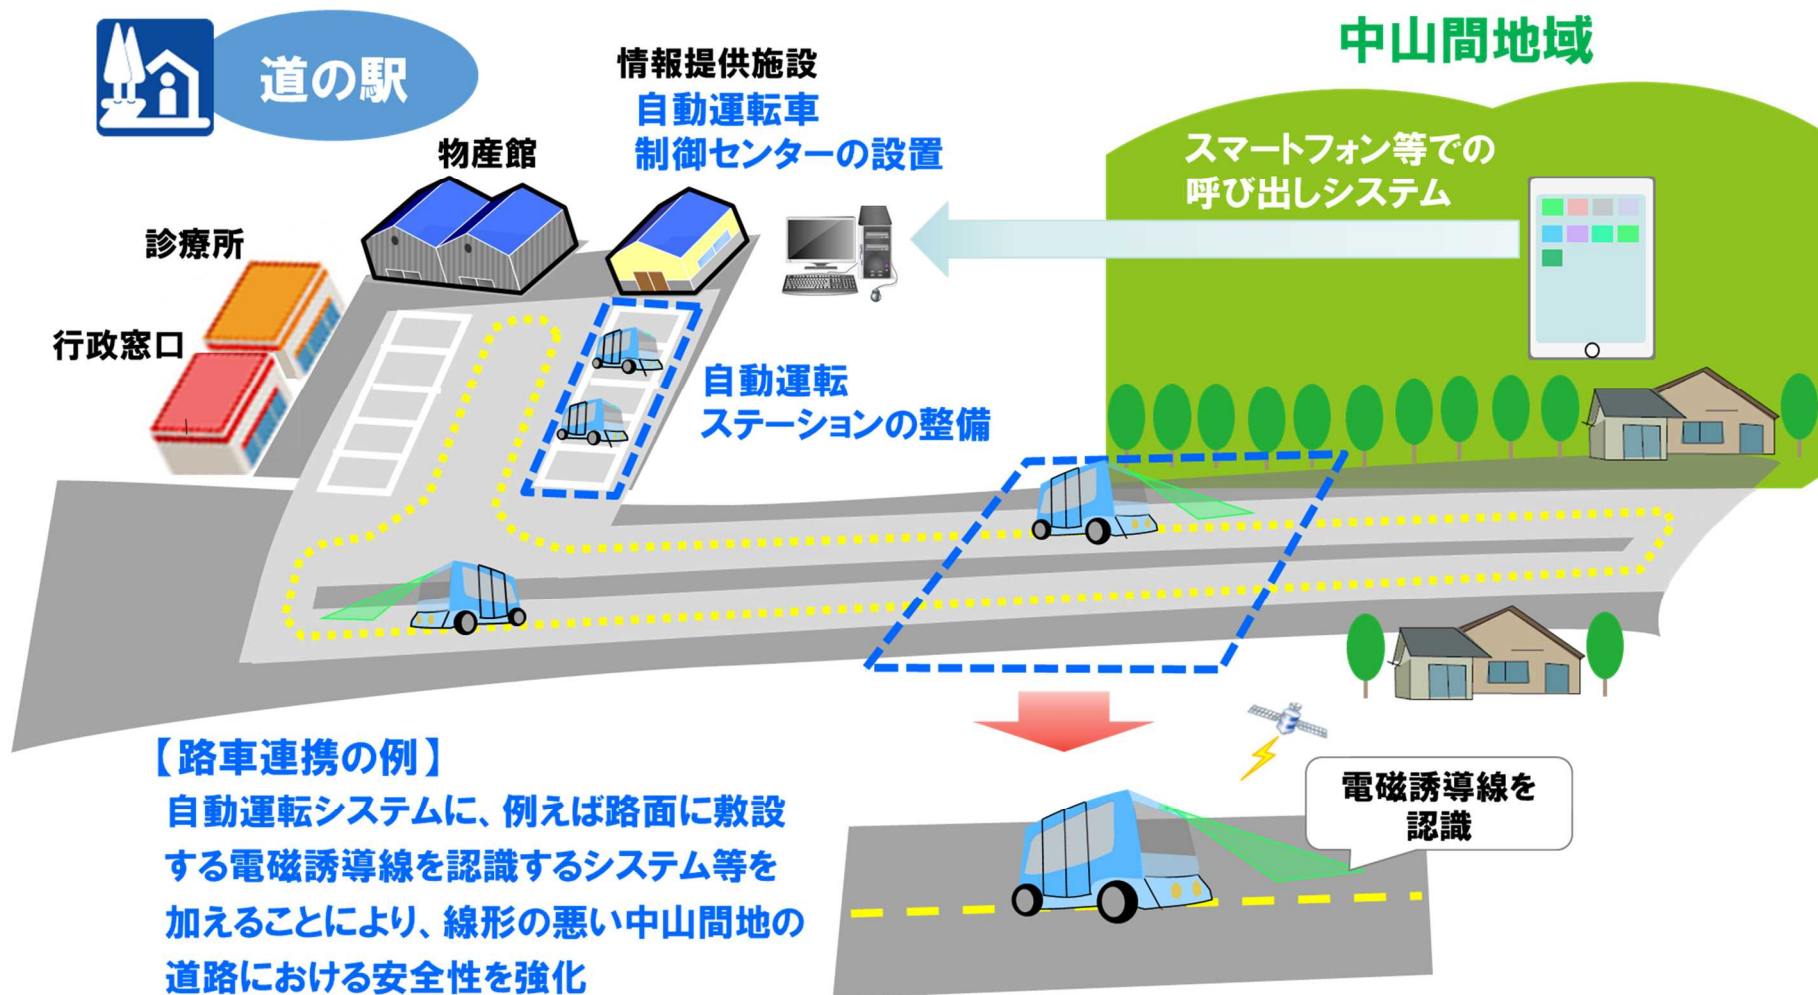 道の駅
情報提供施設
自動運転車
制御センターの設置
中山間地域
物産館
スマートフォン等での
呼び出しシステム
診療所
行政窓口
自動運転
ステーションの整備
【路車連携の例】
自動運転システムに、例えば路面に敷設
する電磁誘導線を認識するシステム等を
加えることにより、線形の悪い中山間地の
道路における安全性を強化
電磁誘導線を
認識